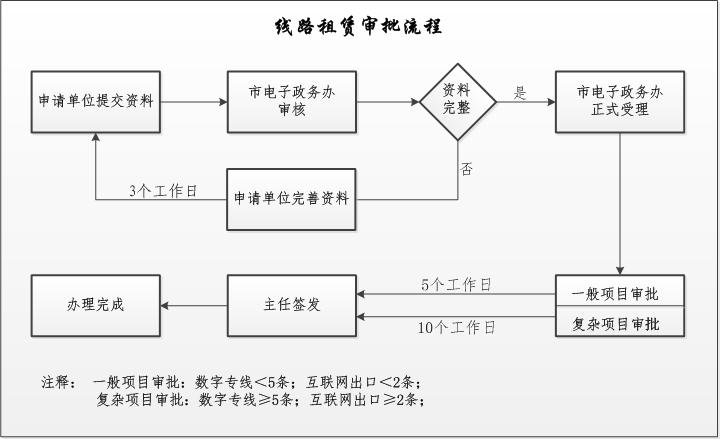 线路租赁审批流程
申请单位提交资料
市电子政务办
审核
资料
完整
是
市电子政务办
正式受理
否
3个工作日
申请单位完善资料
办理完成
主任签发
5个工作日
10个工作日
一般项目审批
复杂项目审批
注释： 一般项目审批：数字专线＜5条；互联网出口＜2条；
复杂项目审批：数字专线≥5条；互联网出口≥2条；